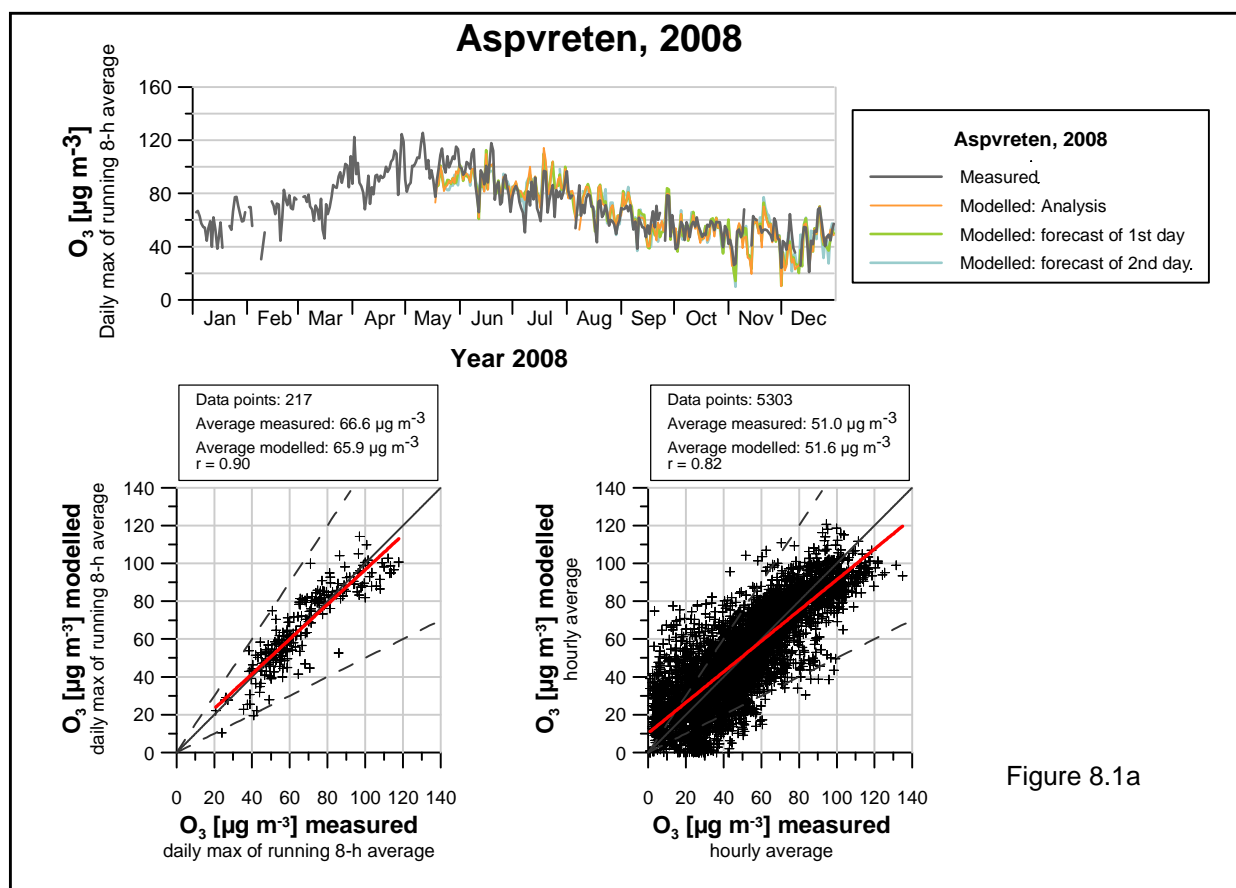 Aspvreten, 2008
O3 [µg m-3]
Daily max of running 8-h average
160
120
80
40
0
Jan Feb Mar Apr May Jun Jul Aug Sep Oct Nov Dec
Year 2008
Aspvreten, 2008
Measured.
Modelled: Analysis
Modelled: forecast of 1st day
Modelled: forecast of 2nd day.
Data points: 217
Average measured: 66.6 µg m-3
Average modelled: 65.9 µg m-3
r = 0.90
O3 [µg m-3] modelled
daily max of running 8-h average
140
120
100
80
60
40
20
0
0 20 40 60 80 100 120 140
O3 [µg m-3] measured
daily max of running 8-h average
Data points: 5303
Average measured: 51.0 µg m-3
Average modelled: 51.6 µg m-3
r = 0.82
O3 [µg m-3] modelled
hourly average
140
120
100
80
60
40
20
0
0 20 40 60 80 100 120 140
O3 [µg m-3] measured
hourly average
Figure 8.1a